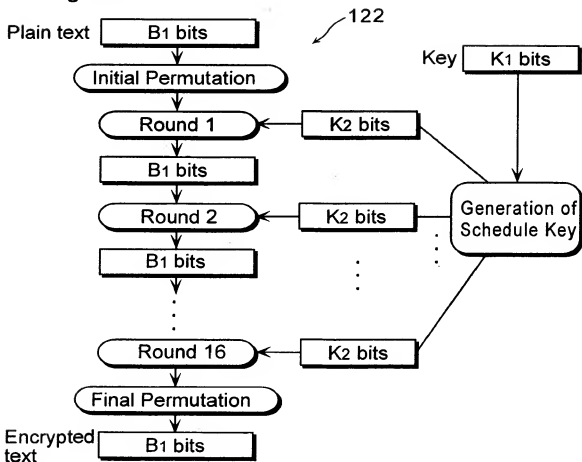 Plain text
B1 bits
122
Initial Permutation
Key
K1 bits
Round 1
K2 bits
B1 bits
Round 2
K2 bits
Generation of
Schedule Key
B1 bits
Round 16
K2 bits
Final Permutation
Encrypted
text
B1 bits